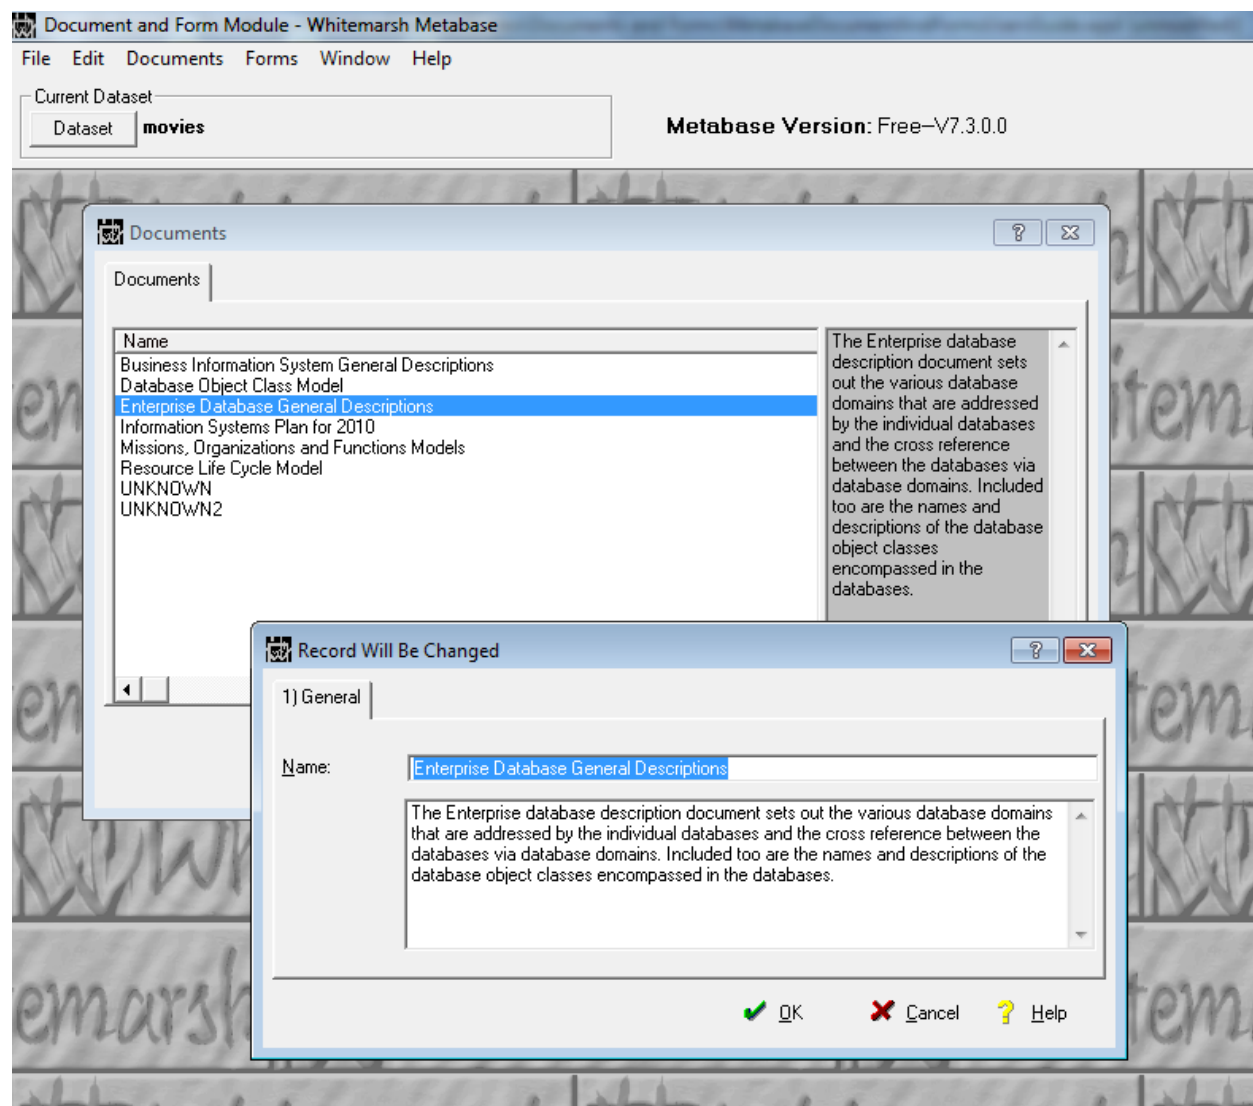 Document and Form Module - Whitemarsh Metabase
File Edit Documents Forms Window Help
Current Dataset
Dataset movies
Metabase Version: Free-V7.3.0.0
Documents
Documents
Name
Business Information System General Descriptions
Database Object Class Model
Enterprise Database General Descriptions
Information Systems Plan for 2010
Missions, Organizations and Functions Models
Resource Life Cycle Model
UNKNOWN
UNKNOWN2
The Enterprise database
description document sets
out the various database
domains that are addressed
by the individual databases
and the cross reference
between the databases via
database domains. Included
too are the names and
descriptions of the database
object classes
encompassed in the
databases.
Record Will Be Changed
1) General
Name: Enterprise Database General Descriptions
The Enterprise database description document sets out the various database domains
that are addressed by the individual databases and the cross reference between the
databases via database domains. Included too are the names and descriptions of the
database object classes encompassed in the databases.
OK Cancel Help